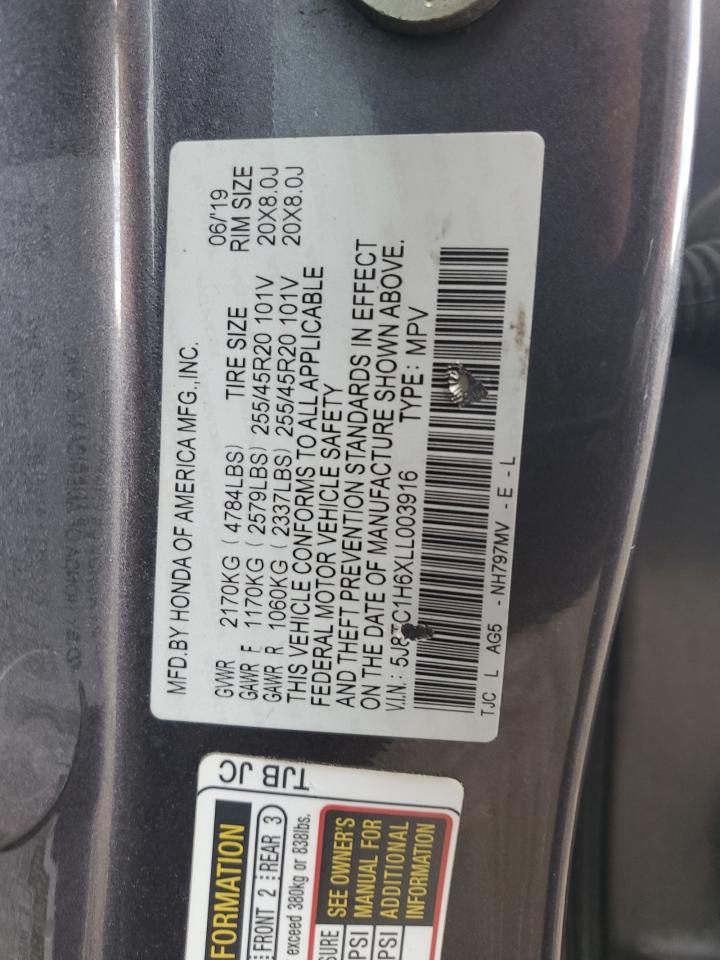 MFD.BY HONDA OF AMERICA MFG.,INC. 06/'19
GVWR 2170KG (4784LBS) TIRE SIZE RIM SIZE
GAWR F 1170KG (2579LBS) 255/45R20 101V 20X8.0J
GAWR R 1060KG (2337LBS) 255/45R20 101V 20X8.0J
THIS VEHICLE CONFORMS TO ALL APPLICABLE
FEDERAL MOTOR VEHICLE SAFETY
AND THEFT PREVENTION STANDARDS IN EFFECT
ON THE DATE OF MANUFACTURE SHOWN ABOVE.
V.I.N.: TYPE: MPV
TJC L AG5 - NH797MV - E - L
TJB JC
FORMATION
FRONT 2 REAR 3
exceed 380kg or 838lbs.
SURE
PSI
PSI
SEE OWNER'S
MANUAL FOR
ADDITIONAL
INFORMATION